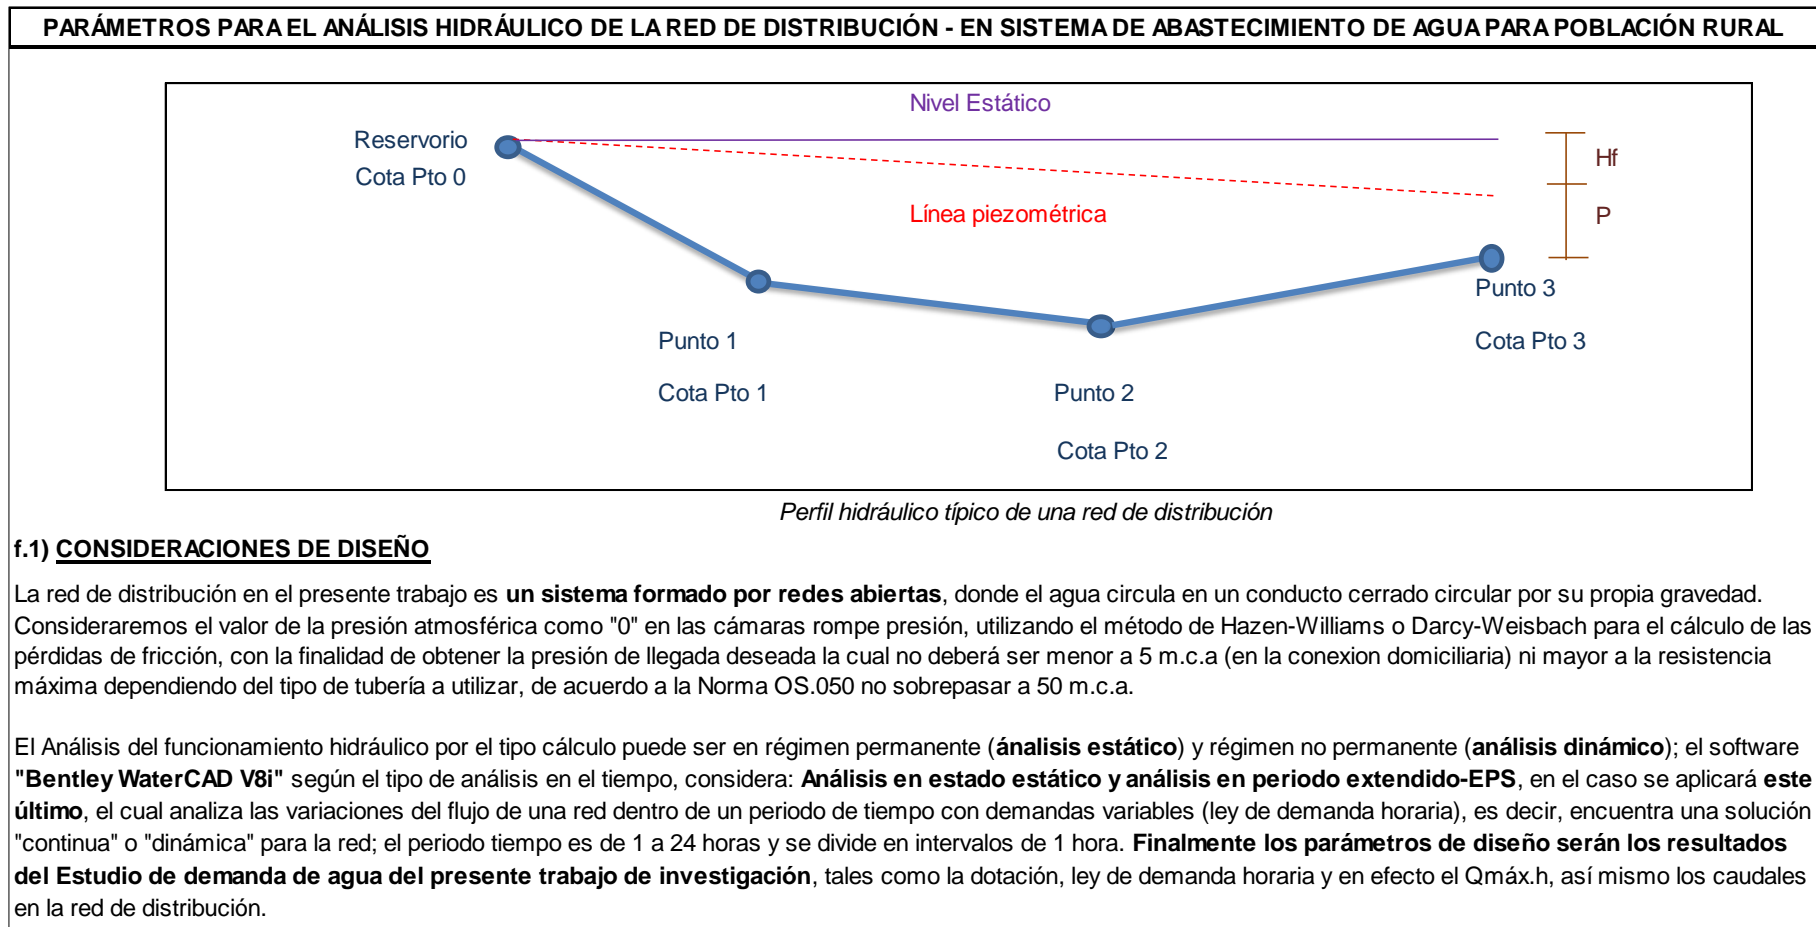 PARÁMETROS PARA EL ANÁLISIS HIDRÁULICO DE LA RED DE DISTRIBUCIÓN - EN SISTEMA DE ABASTECIMIENTO DE AGUA PARA POBLACIÓN RURAL
Nivel Estático
Reservorio
Cota Pto 0
Hf
Línea piezométrica
P
Punto 3
Punto 1
Cota Pto 3
Cota Pto 1
Punto 2
Cota Pto 2
Perfil hidráulico típico de una red de distribución
f.1) CONSIDERACIONES DE DISEÑO
La red de distribución en el presente trabajo es un sistema formado por redes abiertas, donde el agua circula en un conducto cerrado circular por su propia gravedad.
Consideraremos el valor de la presión atmosférica como "0" en las cámaras rompe presión, utilizando el método de Hazen-Williams o Darcy-Weisbach para el cálculo de las
pérdidas de fricción, con la finalidad de obtener la presión de llegada deseada la cual no deberá ser menor a 5 m.c.a (en la conexion domiciliaria) ni mayor a la resistencia
máxima dependiendo del tipo de tubería a utilizar, de acuerdo a la Norma OS.050 no sobrepasar a 50 m.c.a.
El Análisis del funcionamiento hidráulico por el tipo cálculo puede ser en régimen permanente (ánalisis estático) y régimen no permanente (análisis dinámico); el software
"Bentley WaterCAD V8i" según el tipo de análisis en el tiempo, considera: Análisis en estado estático y análisis en periodo extendido-EPS, en el caso se aplicará este
último, el cual analiza las variaciones del flujo de una red dentro de un periodo de tiempo con demandas variables (ley de demanda horaria), es decir, encuentra una solución
"continua" o "dinámica" para la red; el periodo tiempo es de 1 a 24 horas y se divide en intervalos de 1 hora. Finalmente los parámetros de diseño serán los resultados
del Estudio de demanda de agua del presente trabajo de investigación, tales como la dotación, ley de demanda horaria y en efecto el Qmáx.h, así mismo los caudales
en la red de distribución.